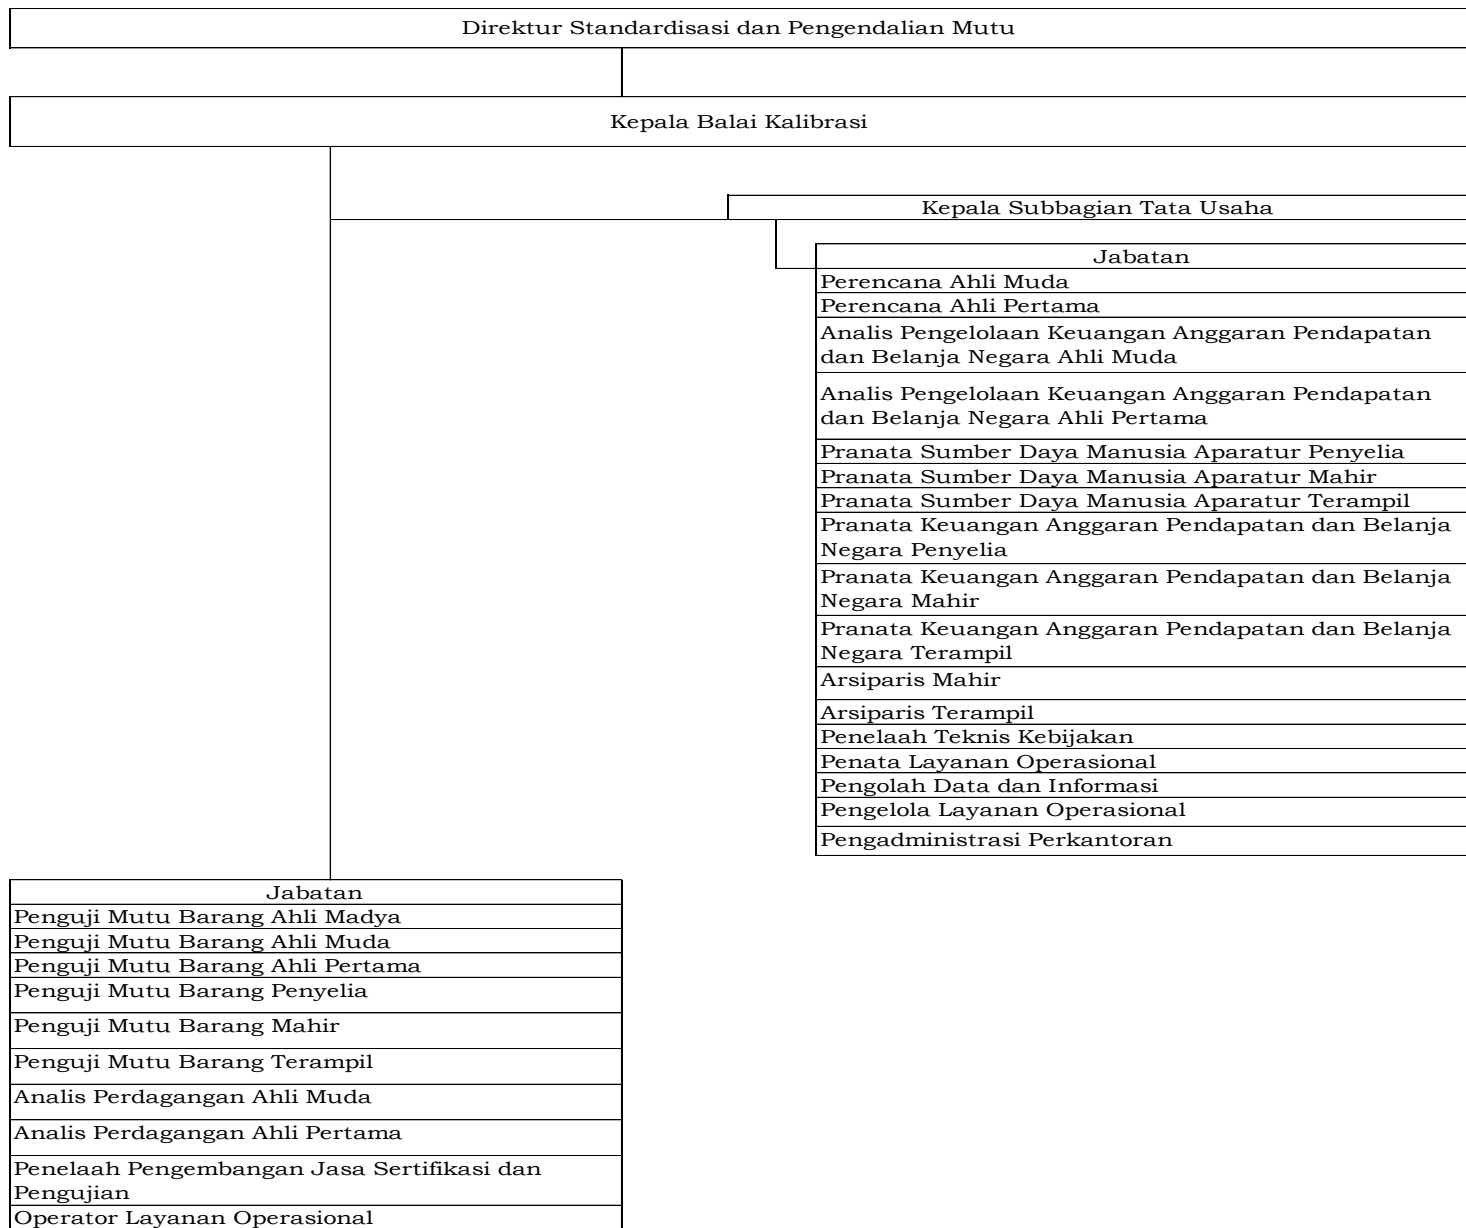 Direktur Standardisasi dan Pengendalian Mutu
Kepala Balai Kalibrasi
Kepala Subbagian Tata Usaha
Jabatan
Perencana Ahli Muda
Perencana Ahli Pertama
Analis Pengelolaan Keuangan Anggaran Pendapatan
dan Belanja Negara Ahli Muda
Analis Pengelolaan Keuangan Anggaran Pendapatan
dan Belanja Negara Ahli Pertama
Pranata Sumber Daya Manusia Aparatur Penyelia
Pranata Sumber Daya Manusia Aparatur Mahir
Pranata Sumber Daya Manusia Aparatur Terampil
Pranata Keuangan Anggaran Pendapatan dan Belanja
Negara Penyelia
Pranata Keuangan Anggaran Pendapatan dan Belanja
Negara Mahir
Pranata Keuangan Anggaran Pendapatan dan Belanja
Negara Terampil
Arsiparis Mahir
Arsiparis Terampil
Penelaah Teknis Kebijakan
Penata Layanan Operasional
Pengolah Data dan Informasi
Pengelola Layanan Operasional
Pengadministrasi Perkantoran
Jabatan
Penguji Mutu Barang Ahli Madya
Penguji Mutu Barang Ahli Muda
Penguji Mutu Barang Ahli Pertama
Penguji Mutu Barang Penyelia
Penguji Mutu Barang Mahir
Penguji Mutu Barang Terampil
Analis Perdagangan Ahli Muda
Analis Perdagangan Ahli Pertama
Penelaah Pengembangan Jasa Sertifikasi dan
Pengujian
Operator Layanan Operasional